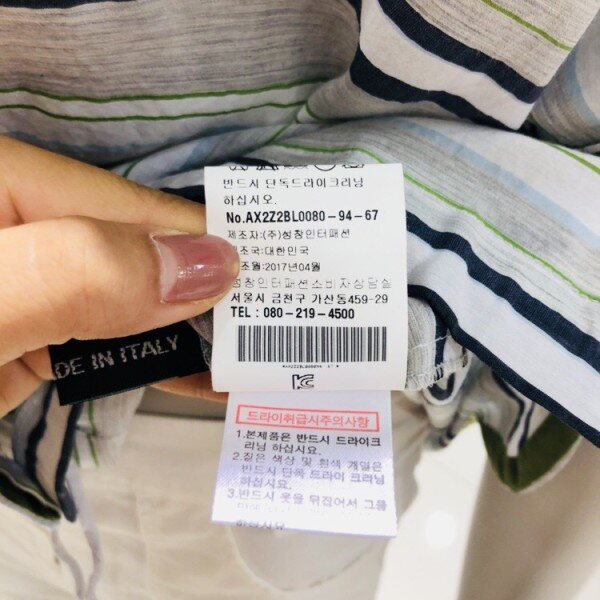 반드시 단독드라이크리닝
하십시오.
No.AX2Z2BL0080-94-67
제조자:(주)성창인터패션
제조국:대한민국
조월:2017년04월
성창인터패션소비자상담실
서울시 금천구 가산동459-29
TEL : 080-219-4500
DE IN ITALY
드라이취급시주의사항
1.본제품은 반드시 드라이크
리닝 하십시요.
2.짙은 색상 및 흰색 계열은
반드시 단독 드라이 크리닝
하십시요.
3.반드시 옷을 뒤집어서 그물
하십시요.